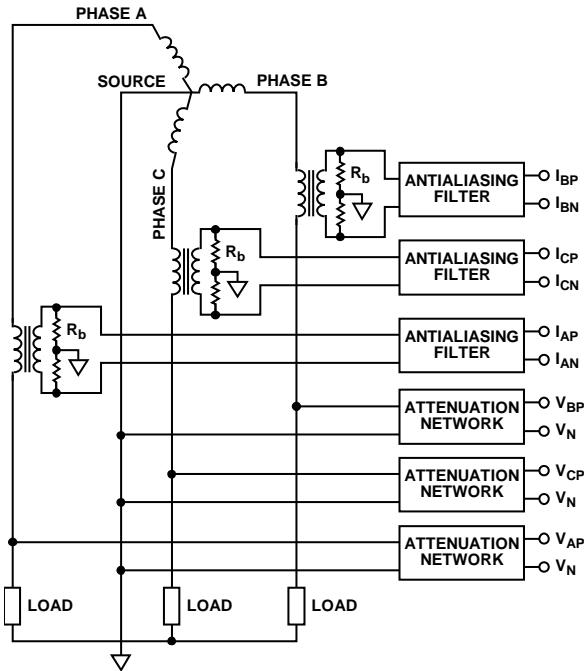 PHASE A
SOURCE
PHASE B
PHASE C
Rb
ANTIALIASING
FILTER
IBP
IBN
Rb
ANTIALIASING
FILTER
ICP
ICN
Rb
ANTIALIASING
FILTER
IAP
IAN
ATTENUATION
NETWORK
VBP
VN
ATTENUATION
NETWORK
VCP
VN
ATTENUATION
NETWORK
VAP
VN
LOAD
LOAD
LOAD